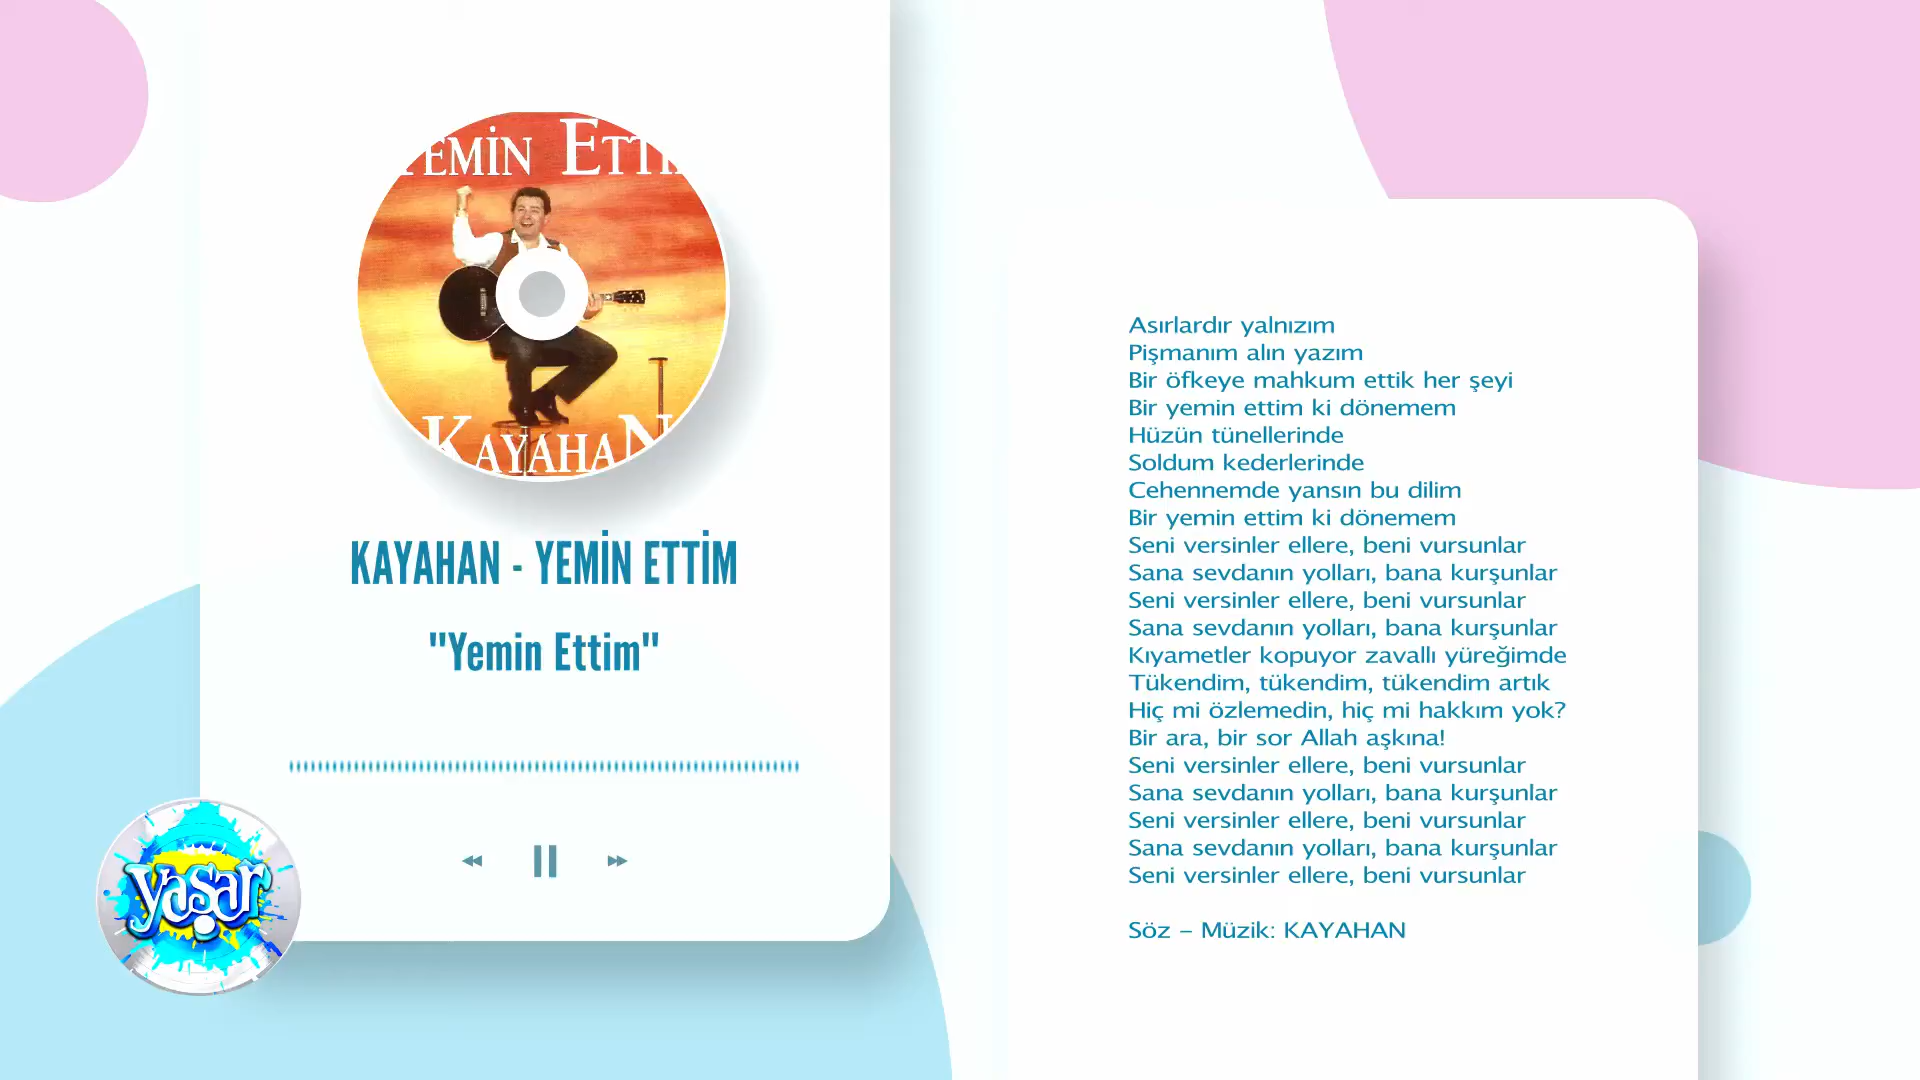 YEMİN ETTİM
KAYAHAN
KAYAHAN - YEMİN ETTİM
"Yemin Ettim"
yaşar
Asırlardır yalnızım
Pişmanım alın yazım
Bir öfkeye mahkum ettik her şeyi
Bir yemin ettim ki dönemem
Hüzün tünellerinde
Soldum kederlerinde
Cehennemde yansın bu dilim
Bir yemin ettim ki dönemem
Seni versinler ellere, beni vursunlar
Sana sevdanın yolları, bana kurşunlar
Seni versinler ellere, beni vursunlar
Sana sevdanın yolları, bana kurşunlar
Kıyametler kopuyor zavallı yüreğimde
Tükendim, tükendim, tükendim artık
Hiç mi özlemedin, hiç mi hakkım yok?
Bir ara, bir sor Allah aşkına!
Seni versinler ellere, beni vursunlar
Sana sevdanın yolları, bana kurşunlar
Seni versinler ellere, beni vursunlar
Sana sevdanın yolları, bana kurşunlar
Seni versinler ellere, beni vursunlar
Söz – Müzik: KAYAHAN